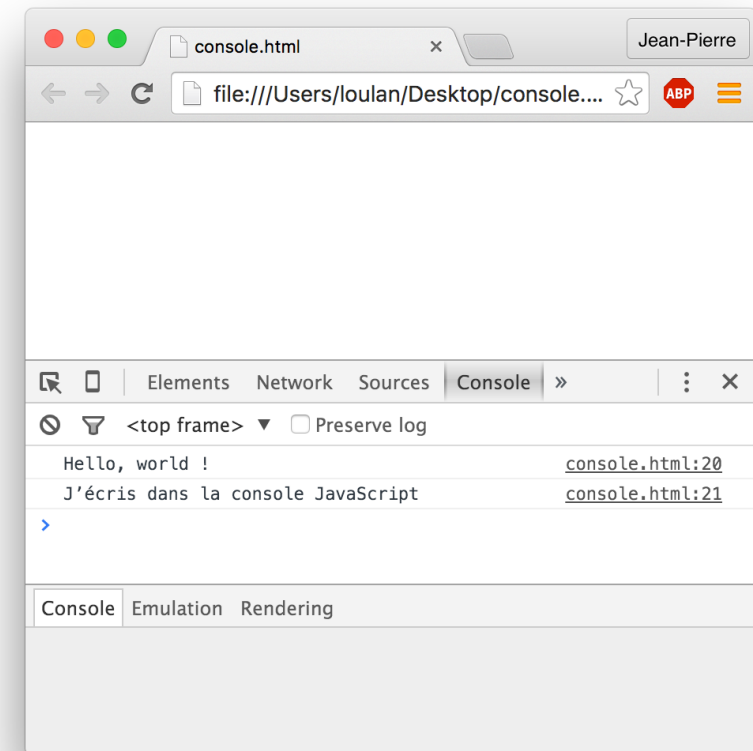 console.html
Jean-Pierre
file:///Users/loulan/Desktop/console....
ABP
Elements Network Sources Console »
<top frame> ▼ Preserve log
Hello, world ! console.html:20
J’écris dans la console JavaScript console.html:21
>
Console Emulation Rendering